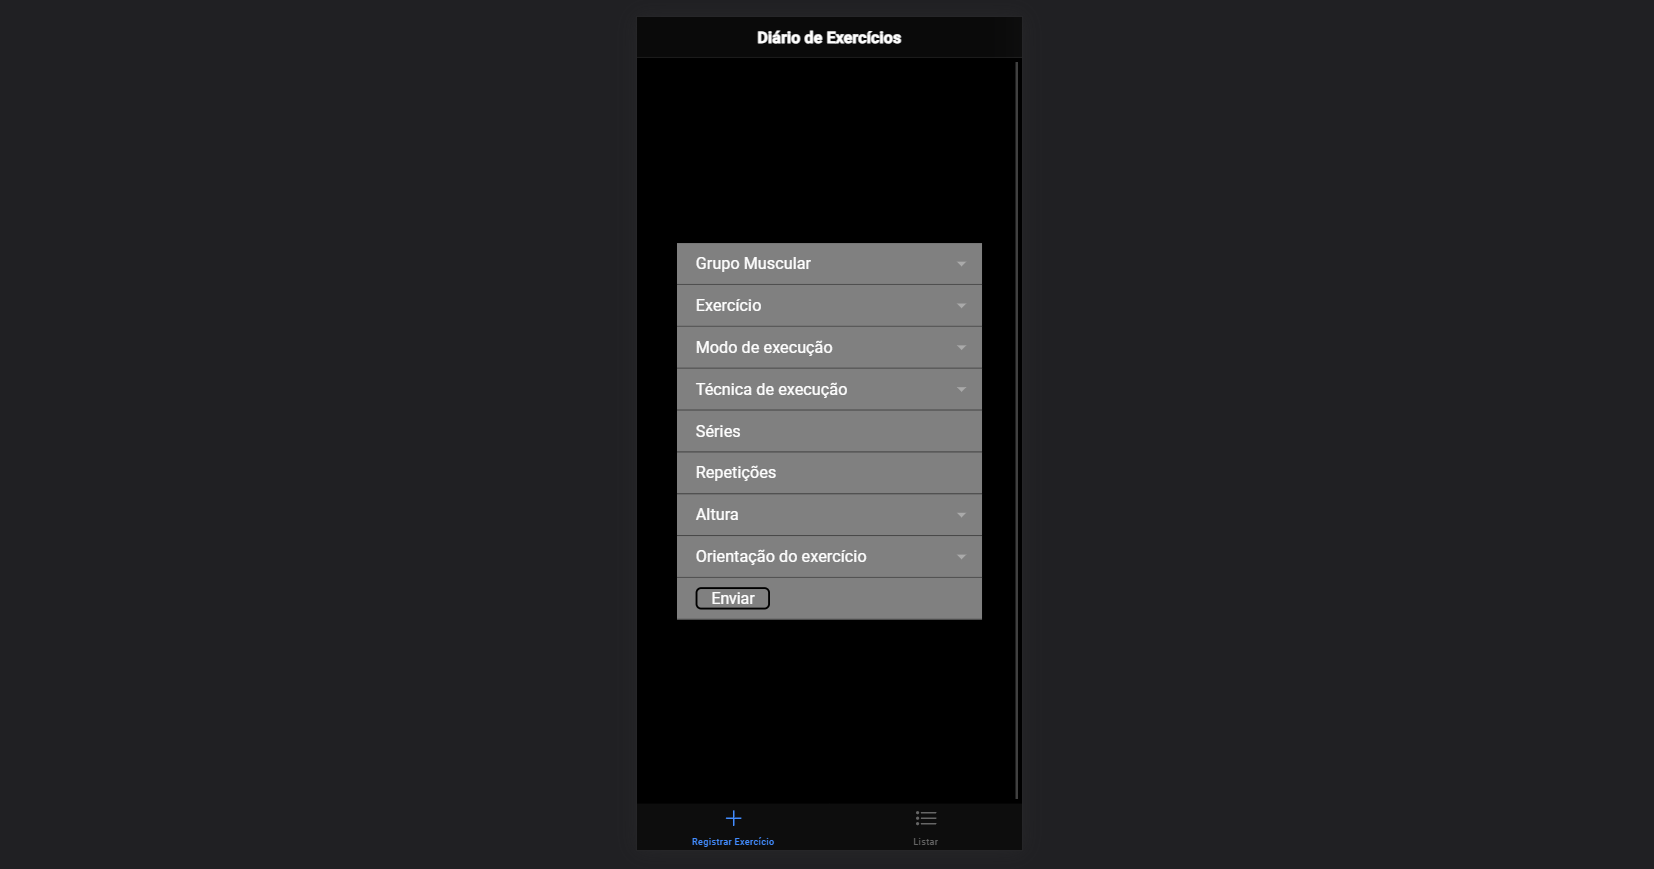 Diário de Exercícios
Grupo Muscular
Exercício
Modo de execução
Técnica de execução
Séries
Repetições
Altura
Orientação do exercício
Enviar
Registrar Exercício
Listar